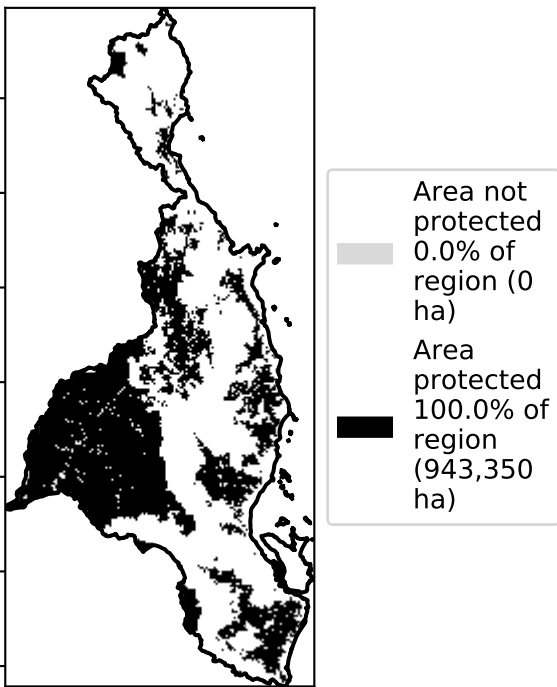 Area not
protected
0.0% of
region (0
ha)
Area
protected
100.0% of
region
(943,350
ha)